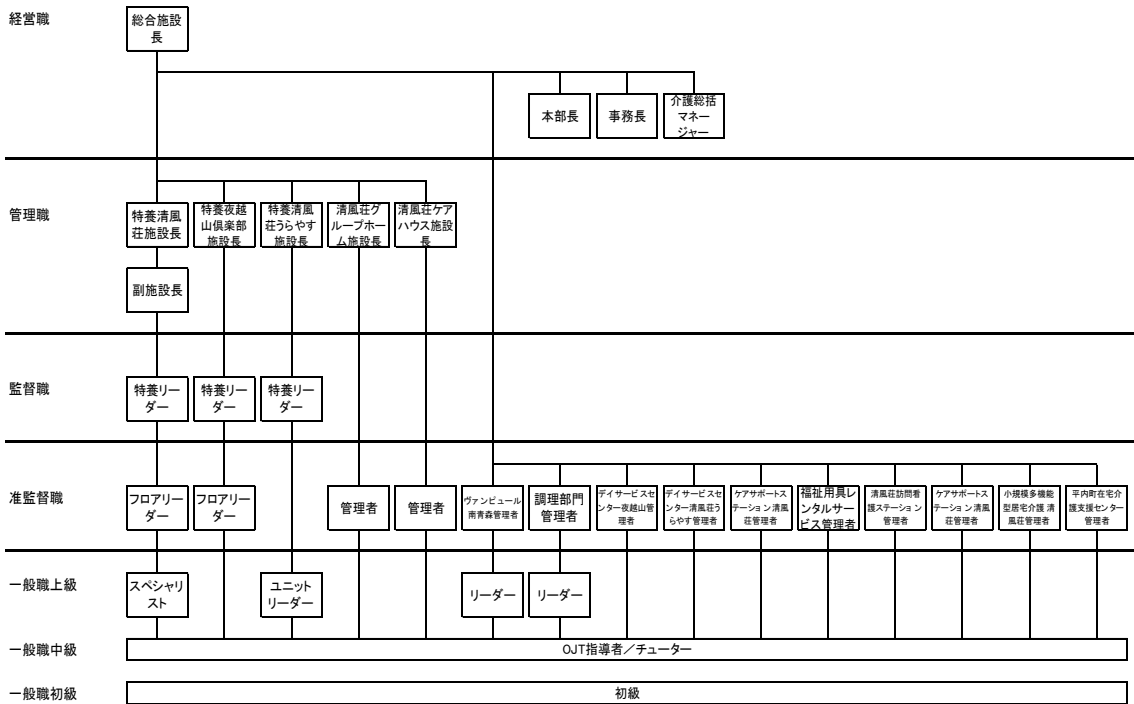 経営職
総合施設
長
本部長
事務長
介護総括
マネー
ジャー
管理職
特養清風
荘施設長
特養夜越
山倶楽部
施設長
特養清風
荘うらやす
施設長
清風荘グ
ループホー
ム施設長
清風荘ケア
ハウス施設
長
副施設長
監督職
特養リー
ダー
特養リー
ダー
特養リー
ダー
准監督職
フロアリー
ダー
フロアリー
ダー
管理者
管理者
ヴァンビュール
南青森管理者
調理部門
管理者
デイサービスセ
ンター夜越山管
理者
デイサービスセ
ンター清風荘う
らやす管理者
ケアサポートス
テーション清風
荘管理者
福祉用具レ
ンタルサー
ビス管理者
清風荘訪問看
護ステーション
管理者
ケアサポートス
テーション清風
荘管理者
小規模多機能
型居宅介護 清
風荘管理者
平内町在宅介
護支援センター
管理者
一般職上級
スペシャリ
スト
ユニット
リーダー
リーダー
リーダー
一般職中級
OJT指導者／チューター
一般職初級
初級